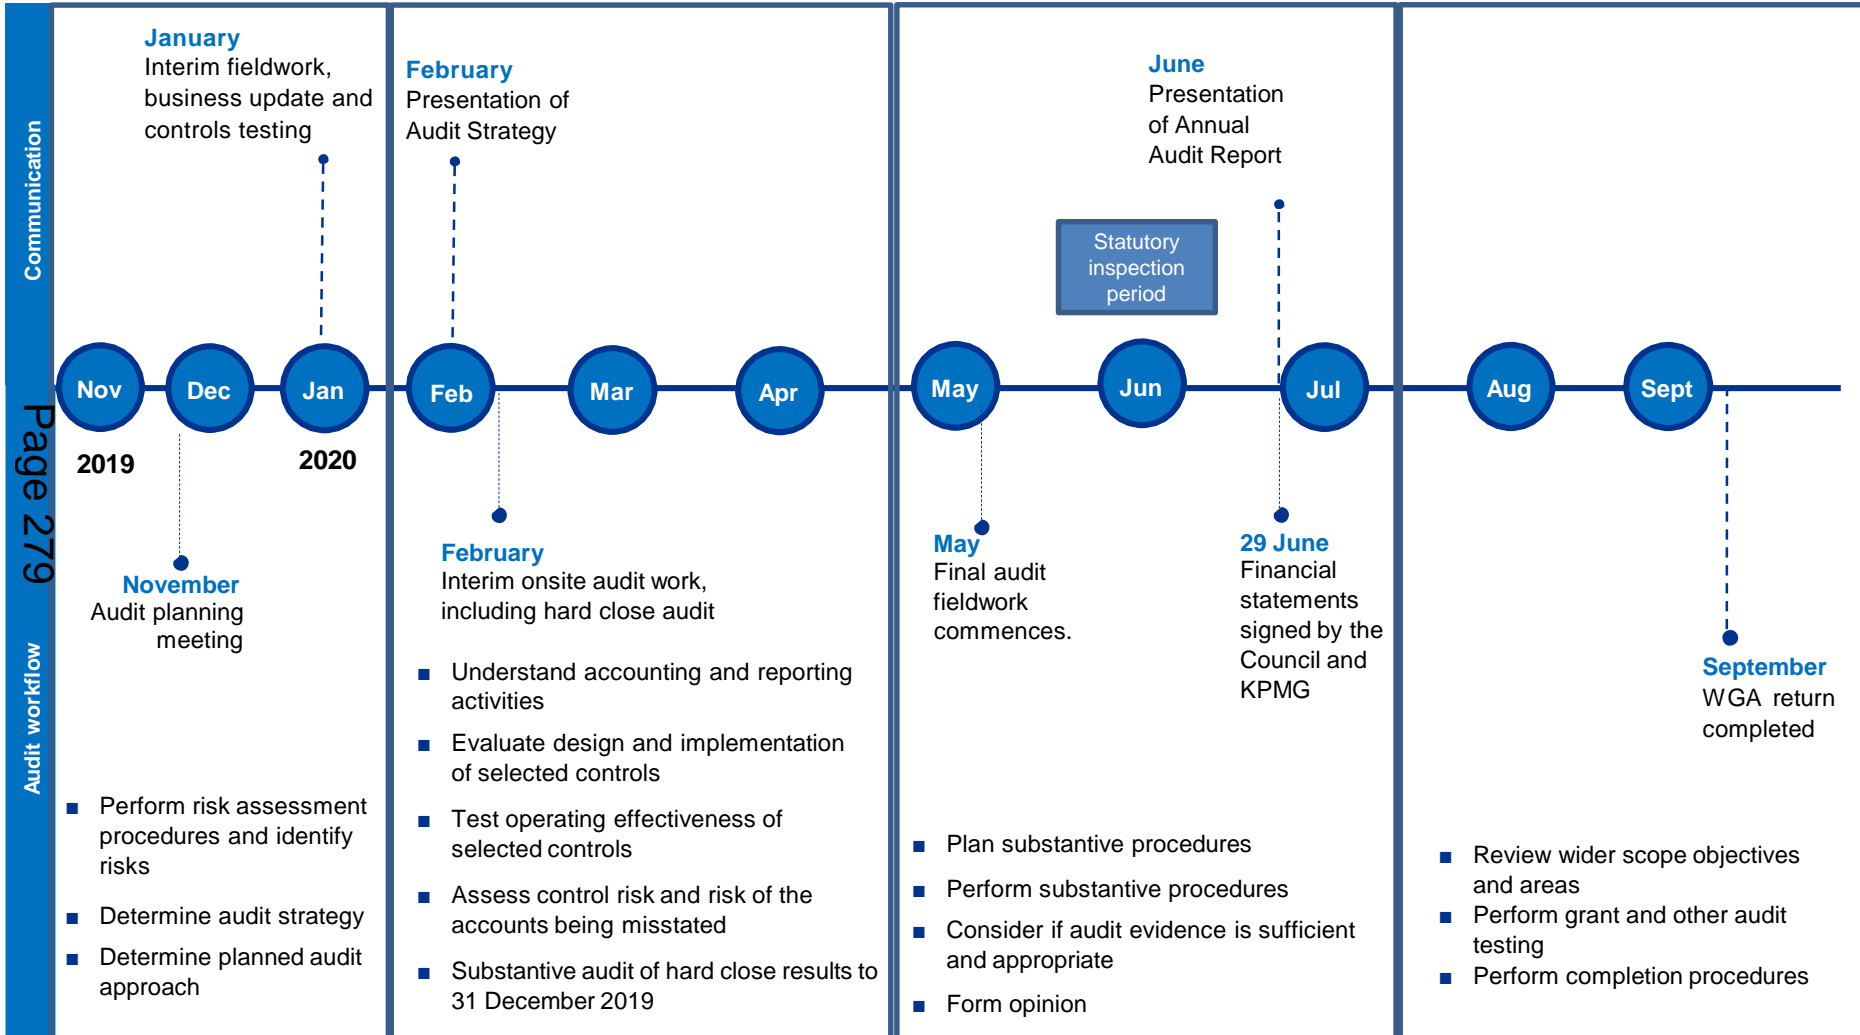 Communication
Page 279
Audit workflow
January
Interim fieldwork,
business update and
controls testing
February
Presentation of
Audit Strategy
June
Presentation
of Annual
Audit Report
Statutory
inspection
period
Nov
Dec
Jan
Feb
Mar
Apr
May
Jun
Jul
Aug
Sept
2019
2020
November
Audit planning
meeting
■ Perform risk assessment
procedures and identify
risks
■ Determine audit strategy
■ Determine planned audit
approach
February
Interim onsite audit work,
including hard close audit
■ Understand accounting and reporting
activities
■ Evaluate design and implementation
of selected controls
■ Test operating effectiveness of
selected controls
■ Assess control risk and risk of the
accounts being misstated
■ Substantive audit of hard close results to
31 December 2019
May
Final audit
fieldwork
commences.
29 June
Financial
statements
signed by the
Council and
KPMG
■ Plan substantive procedures
■ Perform substantive procedures
■ Consider if audit evidence is sufficient
and appropriate
■ Form opinion
September
WGA return
completed
■ Review wider scope objectives
and areas
■ Perform grant and other audit
testing
■ Perform completion procedures